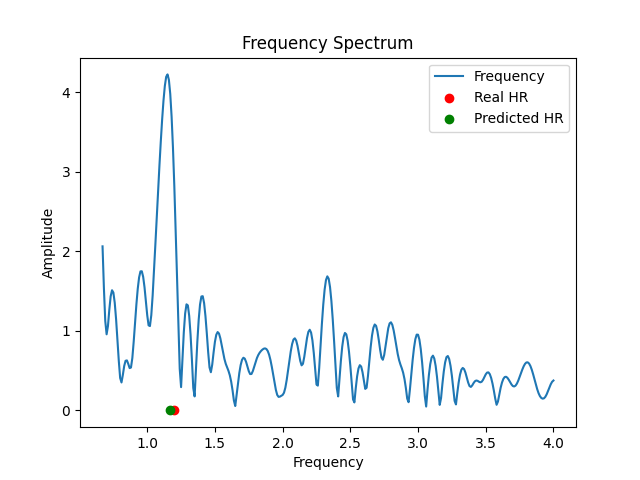 Frequency Spectrum
Frequency
Real HR
Predicted HR
Amplitude
4
3
2
1
0
1.0 1.5 2.0 2.5 3.0 3.5 4.0
Frequency